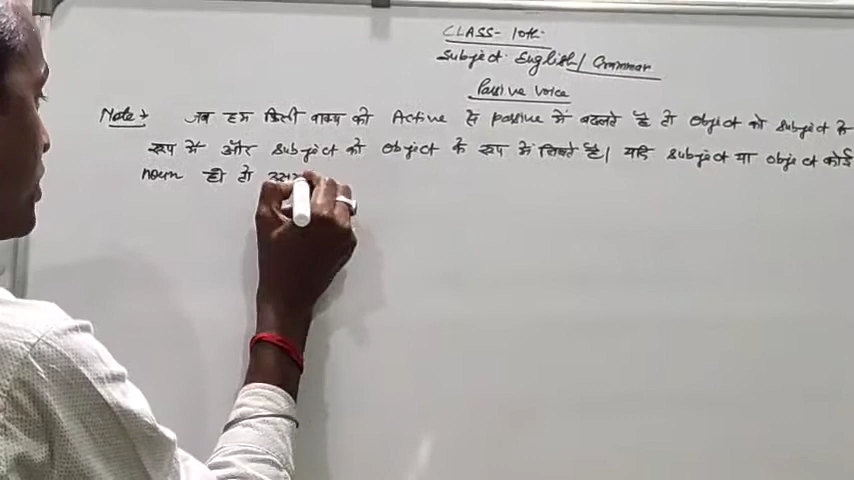 CLASS- 10th
Subject English/ Grammar
Passive Voice
Note → जब हम किसी वाक्य को Active से passive में बदलते है तो object को subject के
रूप में और subject को object के रूप में लिखते है। यदि subject या object कोई
noun हो तो उसम